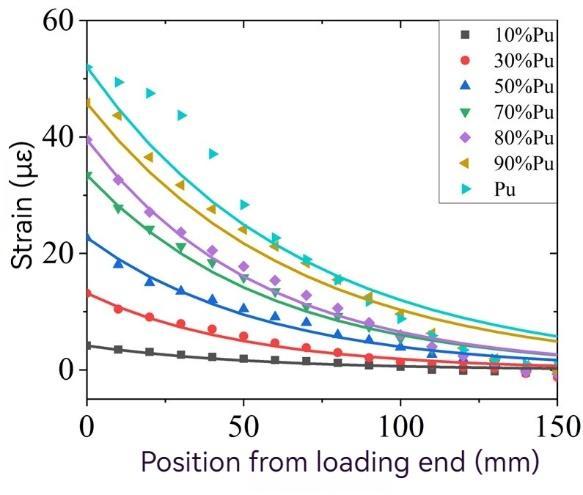 60
40
20
0
Strain (με)
0
50
100
150
Position from loading end (mm)
10%Pu
30%Pu
50%Pu
70%Pu
80%Pu
90%Pu
Pu